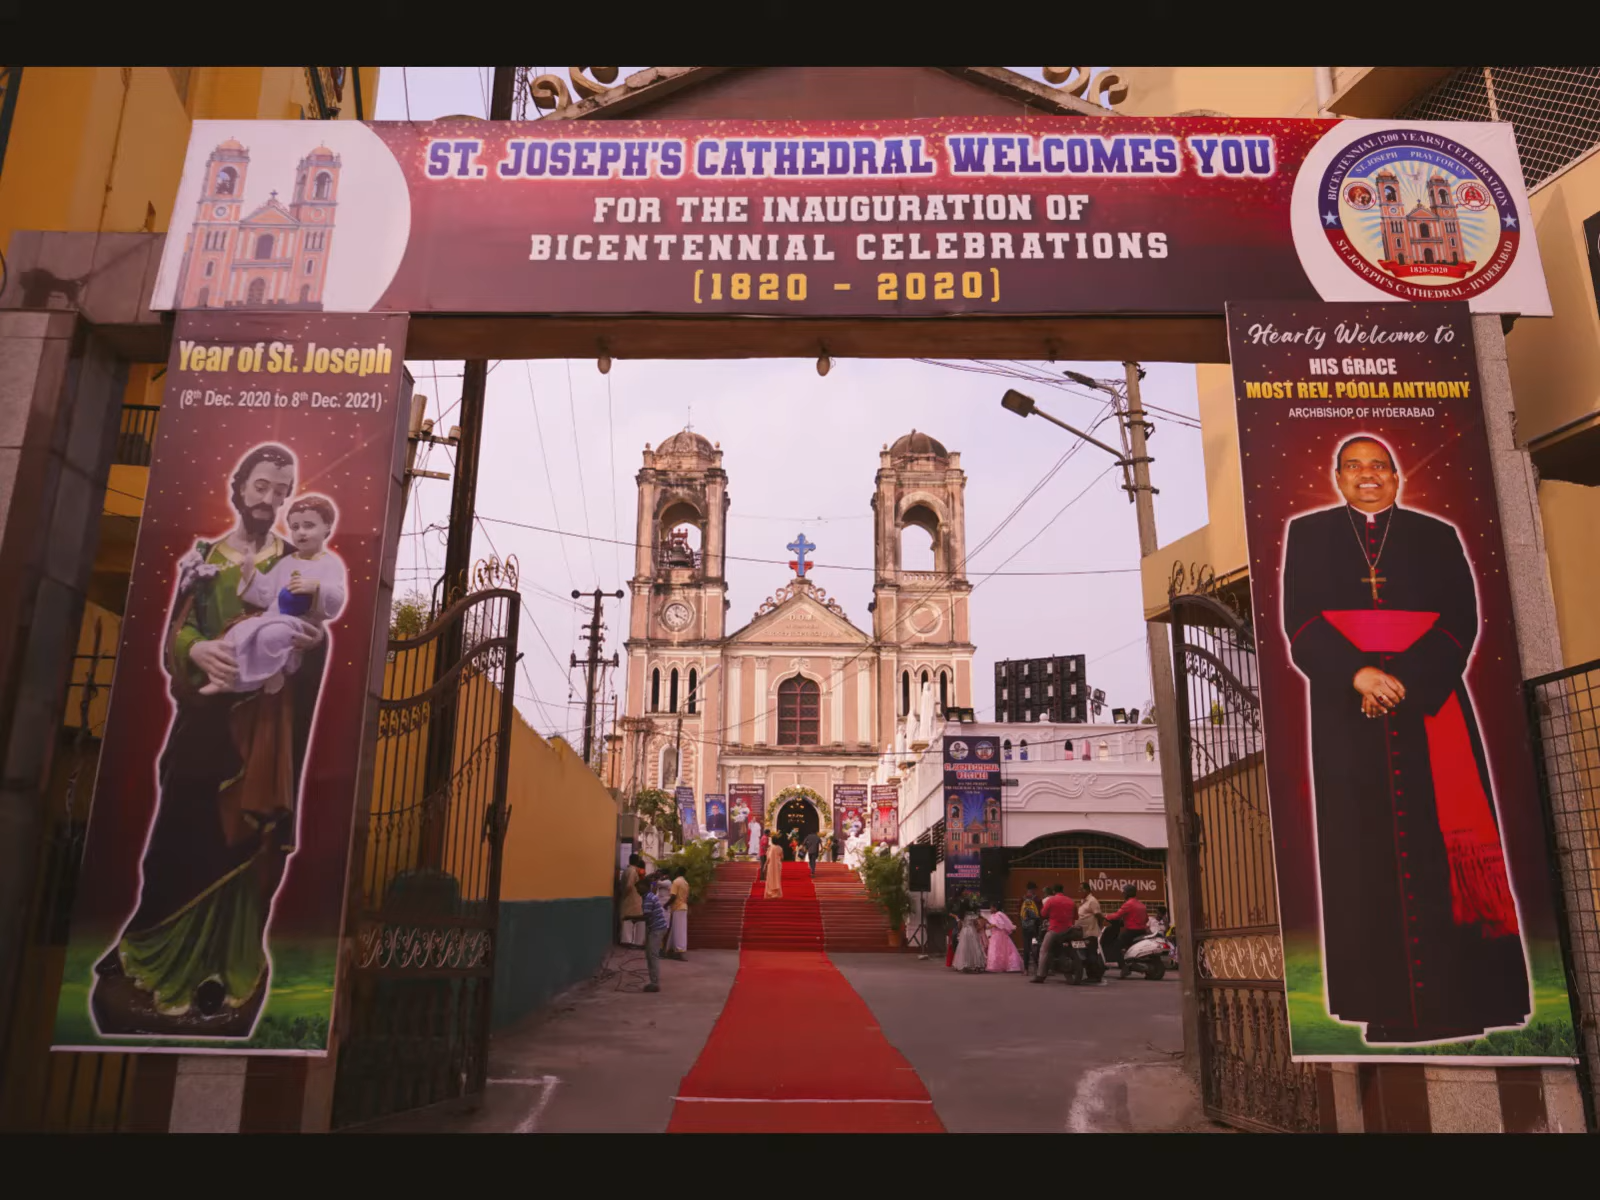 ST. JOSEPH'S CATHEDRAL WELCOMES YOU
FOR THE INAUGURATION OF
BICENTENNIAL CELEBRATIONS
(1820 - 2020)
BICENTENNIAL [200 YEARS] CELEBRATION
ST. JOSEPH PRAY FOR US
1820-2020
ST. JOSEPH'S CATHEDRAL - HYDERABAD
Year of St. Joseph
(8th Dec. 2020 to 8th Dec. 2021)
Hearty Welcome to
HIS GRACE
MOST REV. POOLA ANTHONY
ARCHBISHOP OF HYDERABAD
NO PARKING